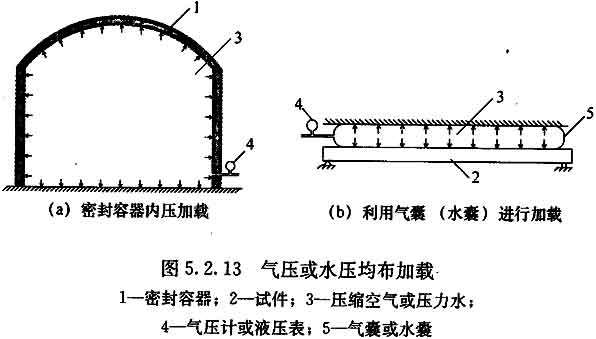 1
3
4
(a) 密封容器内压加载
4
3
5
2
(b) 利用气囊 (水囊) 进行加载
图 5.2.13 气压或水压均布加载
1—密封容器；2—试件；3—压缩空气或压力水；
4—气压计或液压表；5—气囊或水囊